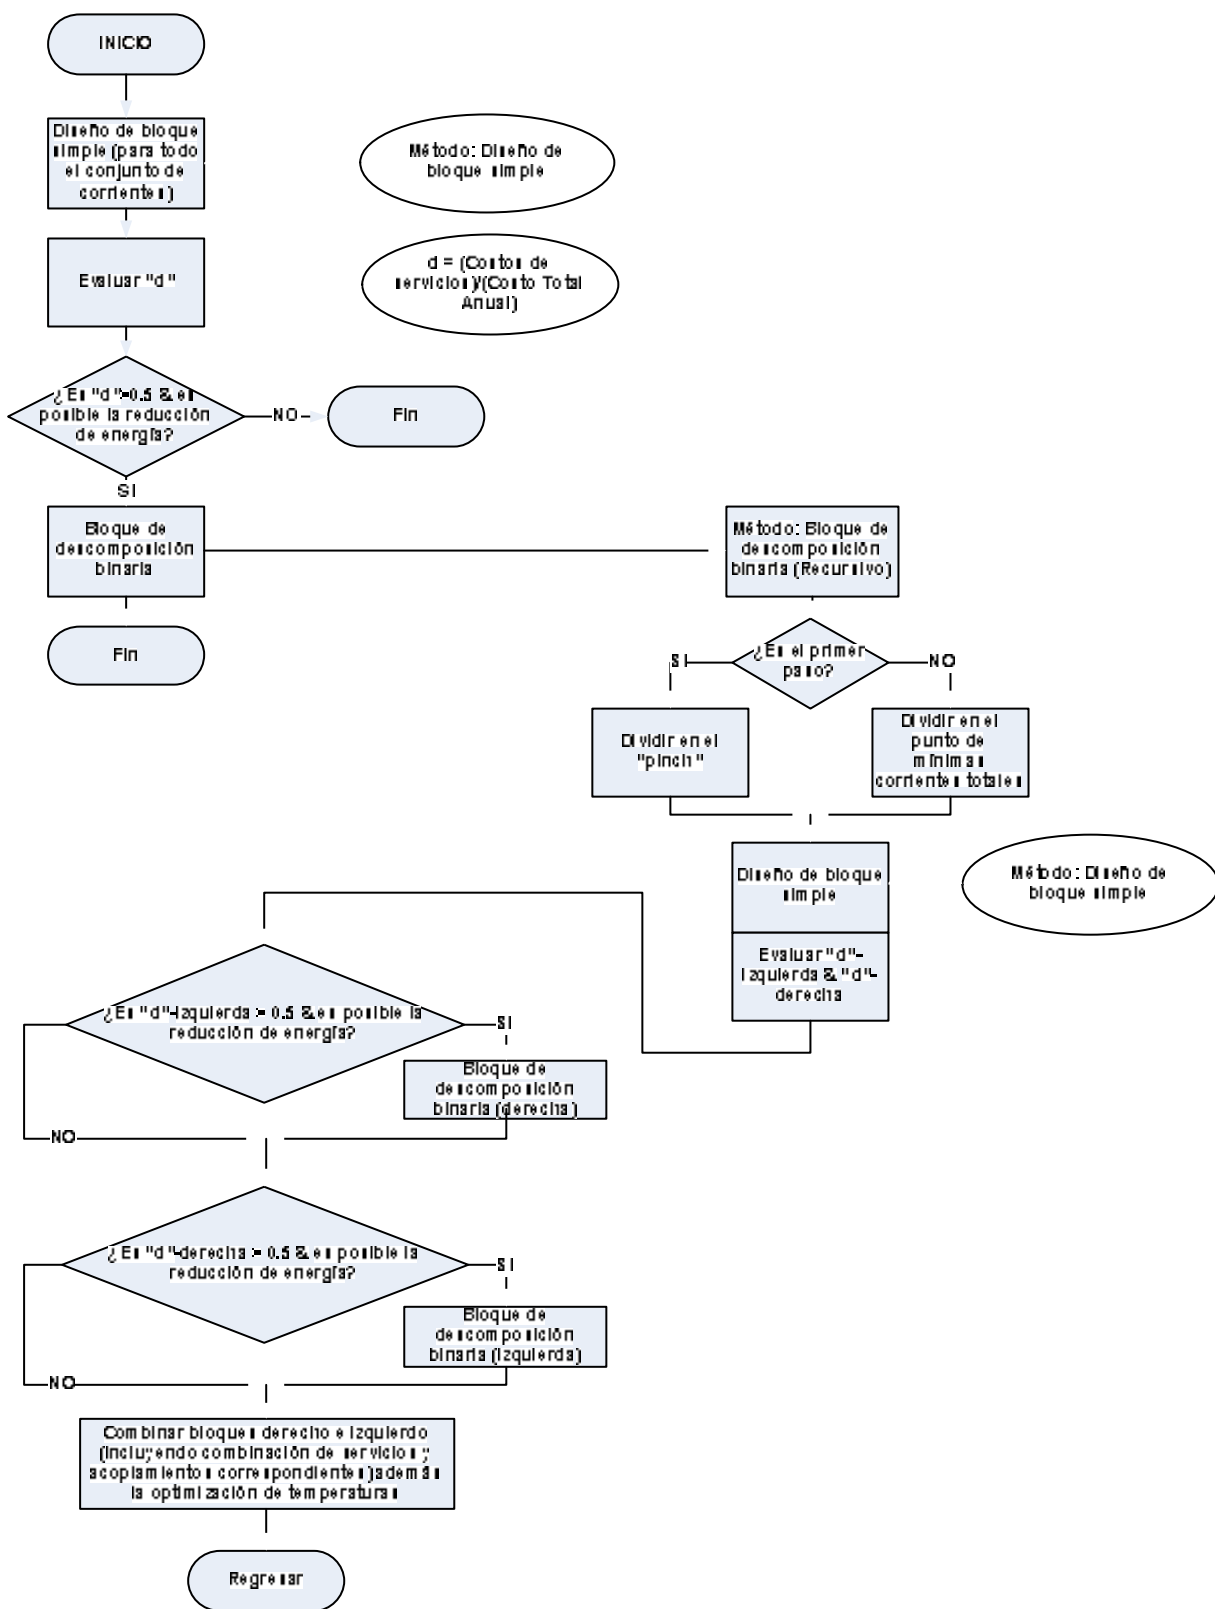 INICIO
Diseño de bloque
simple (para todo
el conjunto de
corrientes)
Método: Diseño de
bloque simple
Evaluar "d"
d = (Costos de
servicios)/(Costo Total
Anual)
¿Es "d">=0.5 & es
posible la reducción
de energía?
NO
Fin
SI
Bloque de
descomposición
binaria
Fin
Método: Bloque de
descomposición
binaria (Recursivo)
¿Es el primer
paso?
SI
NO
Dividir en el
"pinch"
Dividir en el
punto de
mínimas
corrientes totales
Diseño de bloque
simple
Método: Diseño de
bloque simple
Evaluar "d"-
izquierda & "d"-
derecha
¿Es "d"-izquierda >= 0.5 & es posible la
reducción de energía?
SI
Bloque de
descomposición
binaria (derecha)
NO
¿Es "d"-derecha >= 0.5 & es posible la
reducción de energía?
SI
Bloque de
descomposición
binaria (izquierda)
NO
Combinar bloques derecho e izquierdo
(incluyendo combinación de servicios y
acoplamientos correspondientes)además
la optimización de temperaturas
Regresar